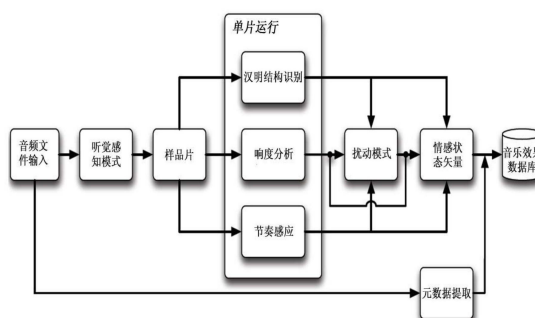 单片运行
汉明结构识别
音频文
件输入
听觉感
知模式
样品片
响度分析
扰动模式
情感状
态矢量
音乐效果
数据库
节奏感应
元数据提取